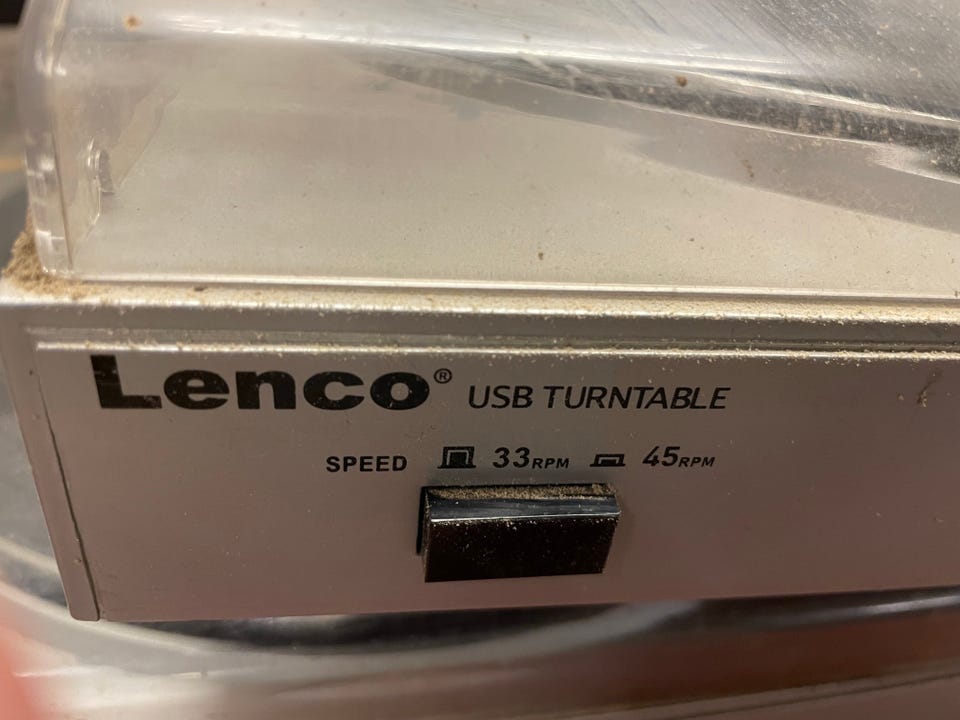 Lenco® USB TURNTABLE
SPEED 33RPM 45RPM